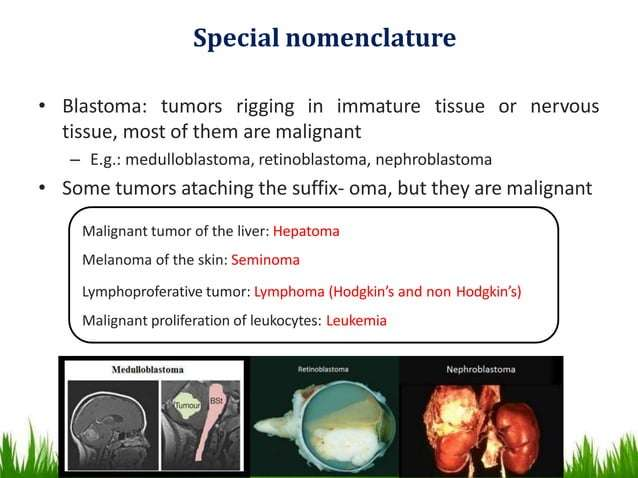 Special nomenclature
• Blastoma: tumors rigging in immature tissue or nervous
tissue, most of them are malignant
– E.g.: medulloblastoma, retinoblastoma, nephroblastoma
• Some tumors ataching the suffix- oma, but they are malignant
Malignant tumor of the liver: Hepatoma
Melanoma of the skin: Seminoma
Lymphoproferative tumor: Lymphoma (Hodgkin's and non Hodgkin's)
Malignant proliferation of leukocytes: Leukemia
Medulloblastoma
Tumour
BSt
Retinoblastoma
Nephroblastoma